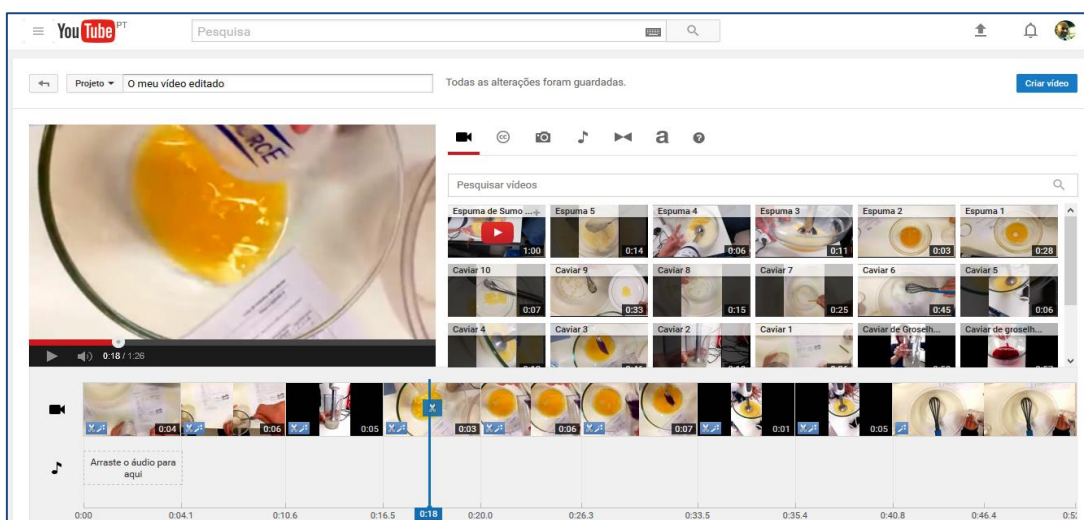 YouTube PT
Pesquisa
Projeto O meu vídeo editado Todas as alterações foram guardadas. Criar vídeo
cc a ?
Pesquisar vídeos
Espuma de Sumo ... Espuma 5 Espuma 4 Espuma 3 Espuma 2 Espuma 1
1:00 0:14 0:06 0:11 0:03 0:28
Caviar 10 Caviar 9 Caviar 8 Caviar 7 Caviar 6 Caviar 5
0:07 0:33 0:15 0:25 0:45 0:06
Caviar 4 Caviar 3 Caviar 2 Caviar 1 Caviar de Groselh... Caviar de groselh...
0:18 / 1:26
0:04 0:06 0:05 0:03 0:06 0:07 0:01 0:05
Arraste o áudio para
aqui
0:00 0:04.1 0:10.6 0:16.5 0:18 0:20.0 0:26.3 0:33.5 0:35.4 0:40.8 0:46.4